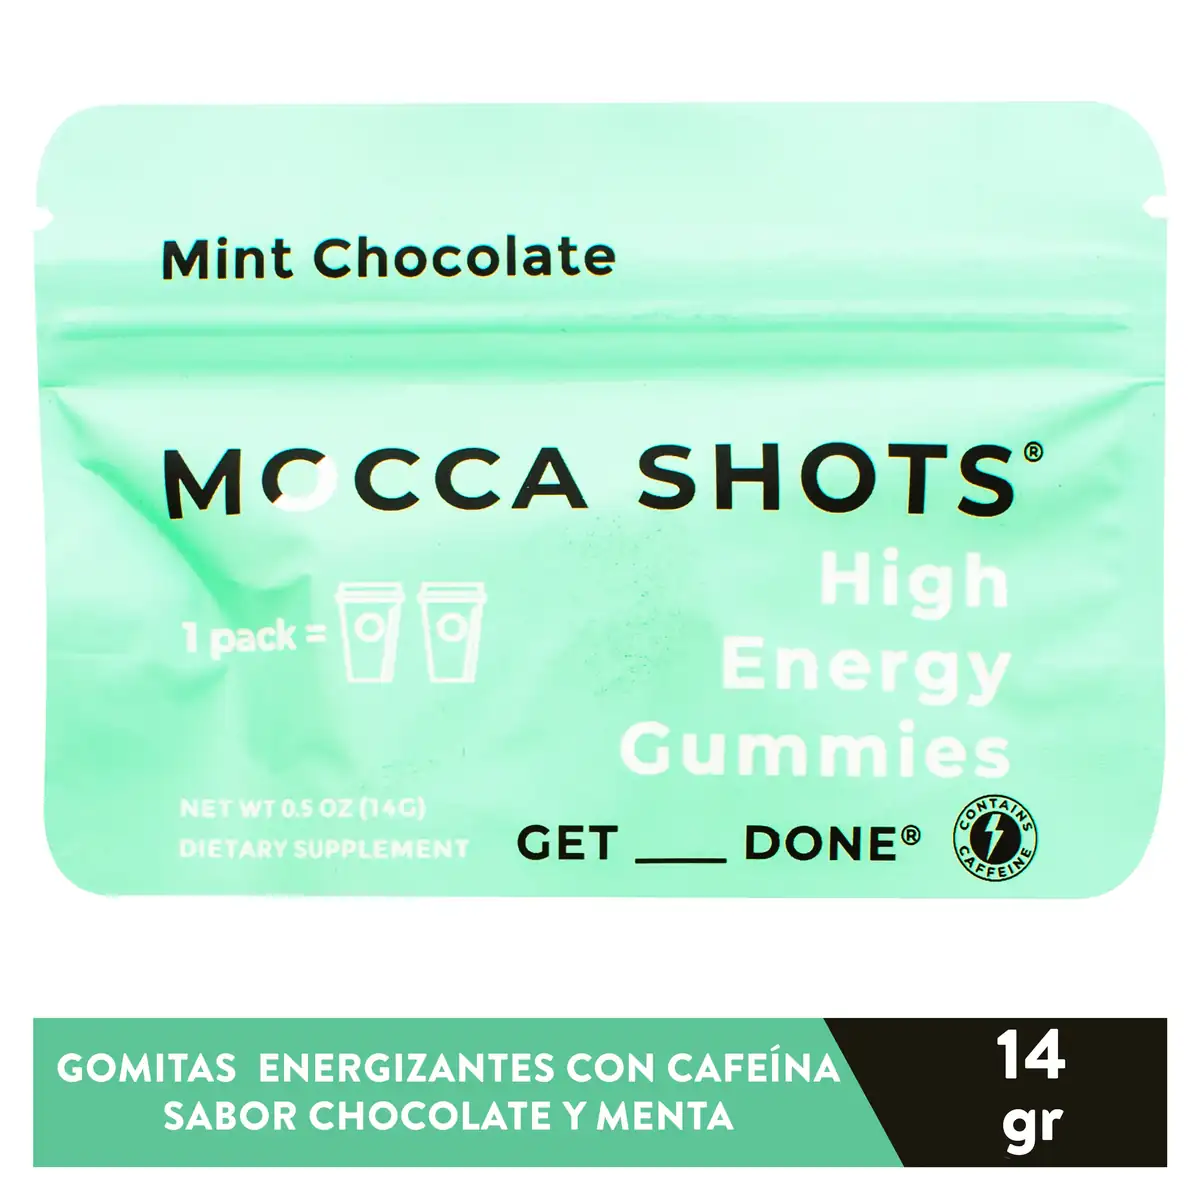 Mint Chocolate
MOCCA SHOTS®
High
Energy
Gummies
1 pack =
NET WT 0.5 OZ (14G)
DIETARY SUPPLEMENT
GET ___ DONE®
CONTAINS
CAFFEINE
GOMITAS ENERGIZANTES CON CAFEÍNA
SABOR CHOCOLATE Y MENTA
14
gr